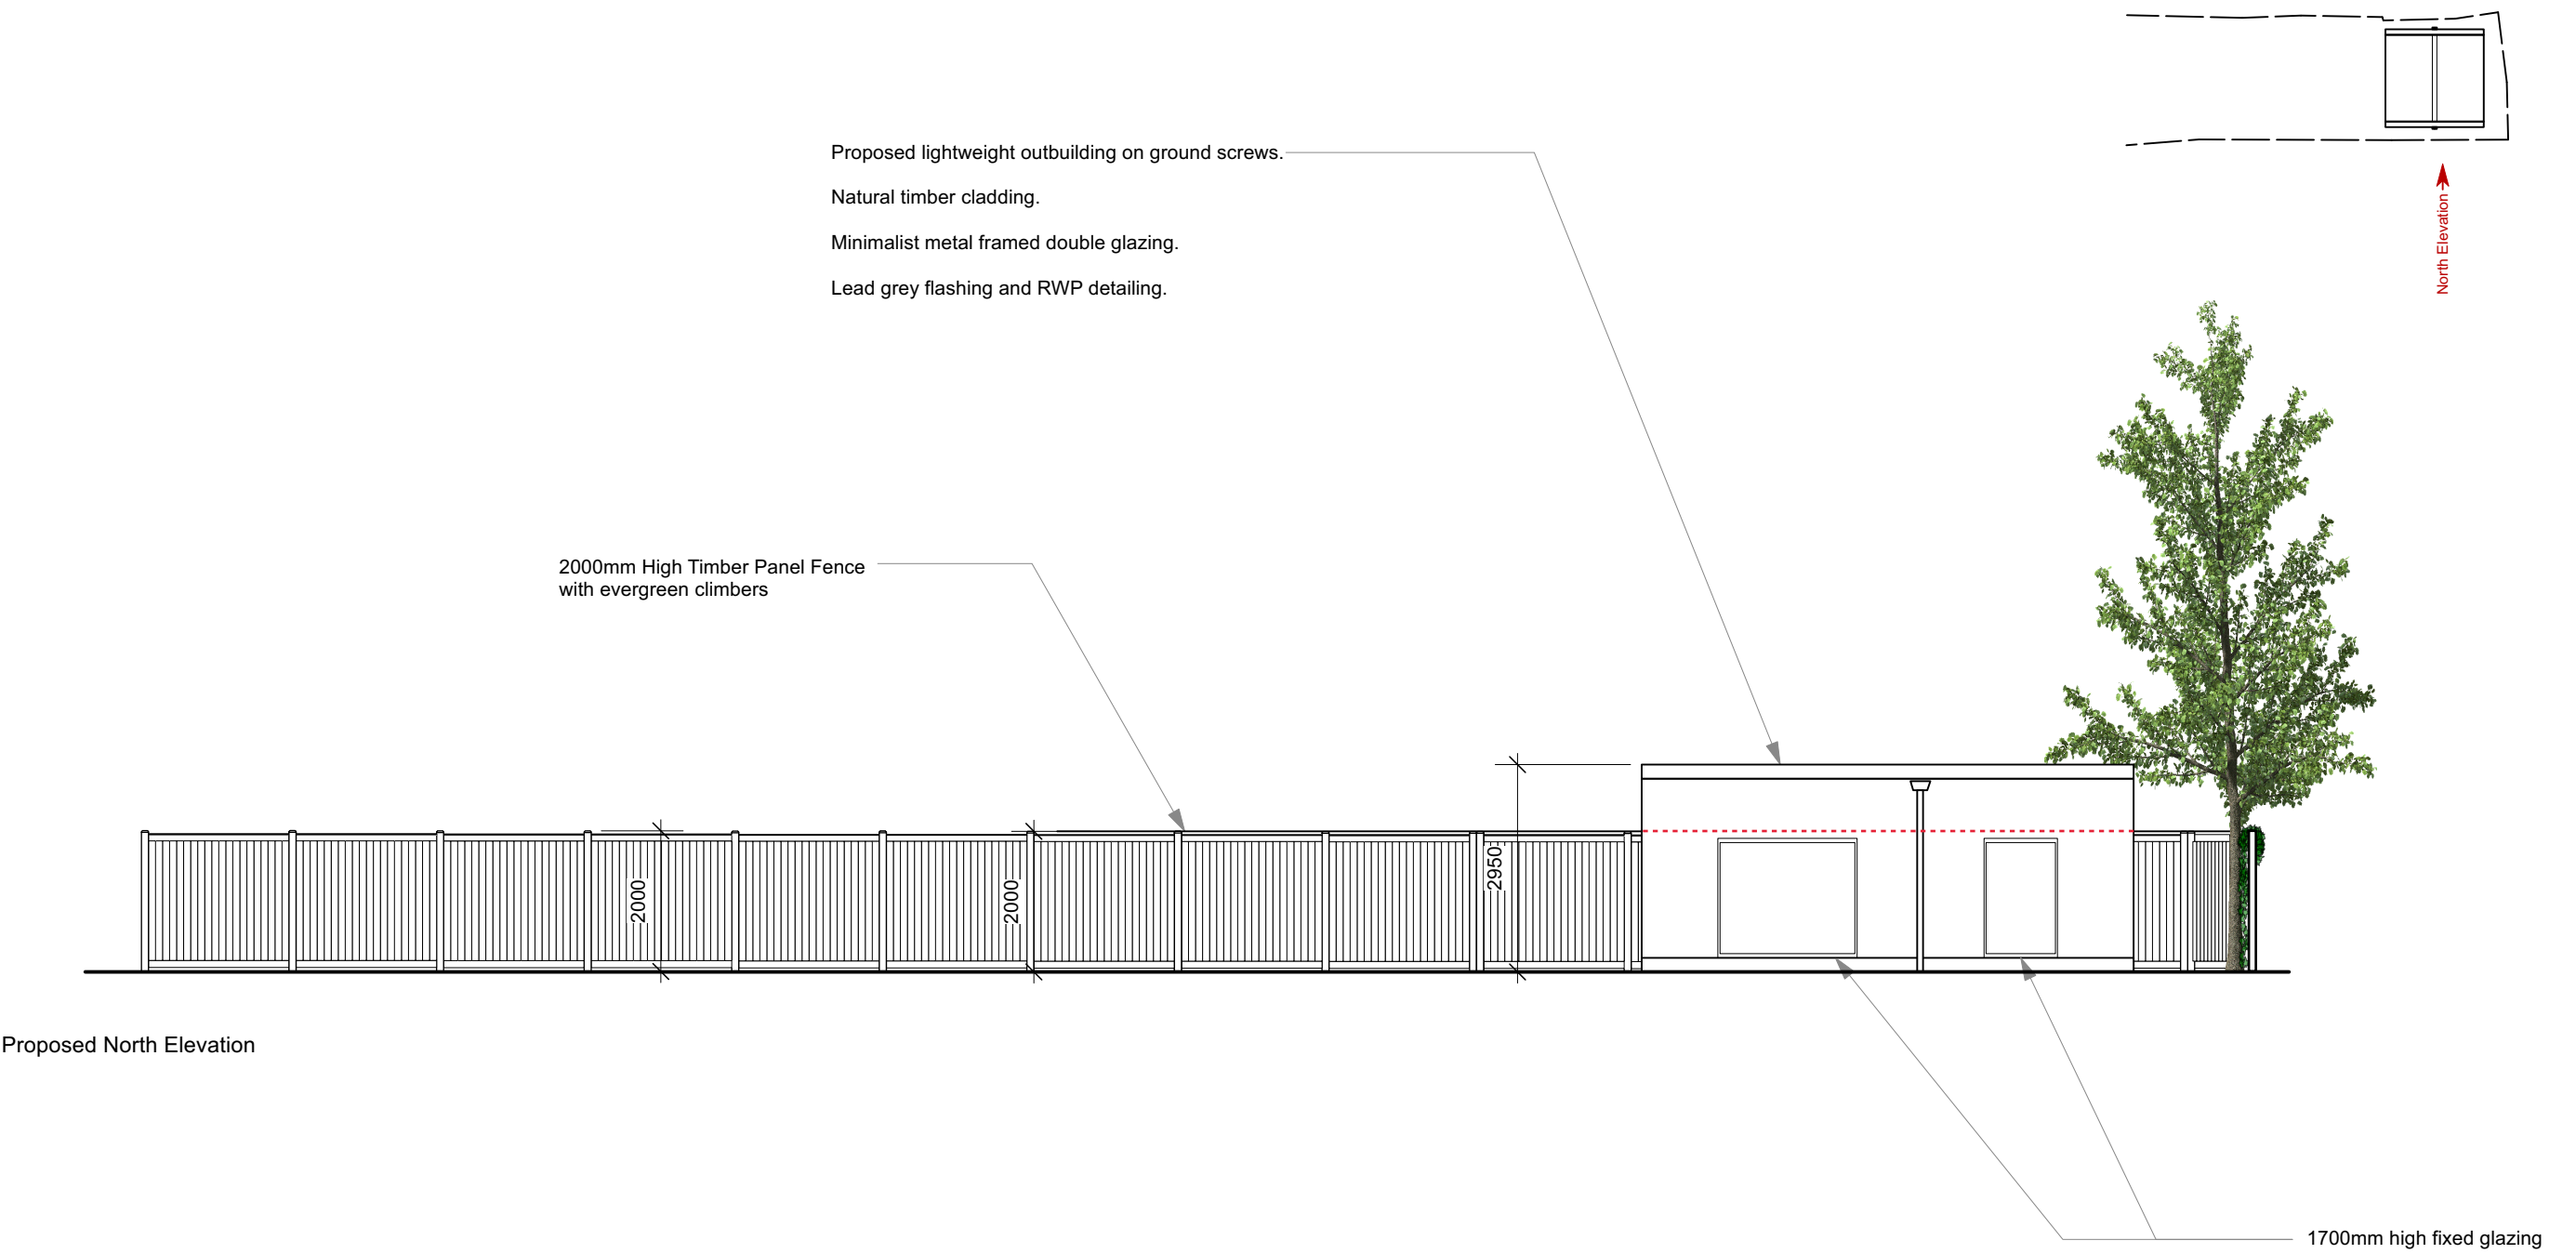 North Elevation
Proposed lightweight outbuilding on ground screws.
Natural timber cladding.
Minimalist metal framed double glazing.
Lead grey flashing and RWP detailing.
2000mm High Timber Panel Fence
with evergreen climbers
2000
2000
2950
Proposed North Elevation
1700mm high fixed glazing